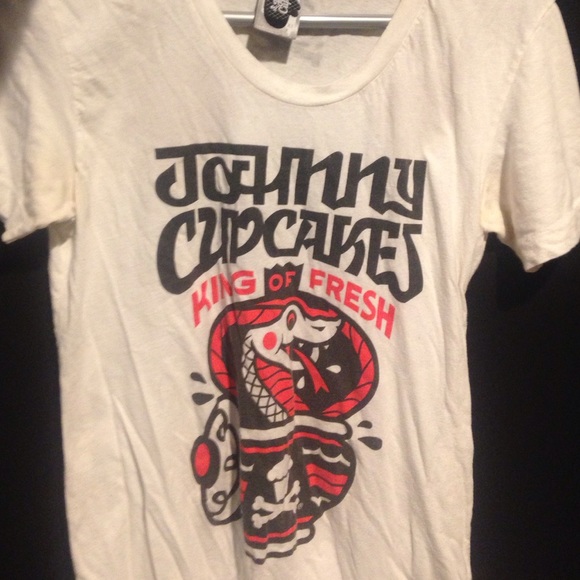 Johnny
Cupcakes
KING OF FRESH